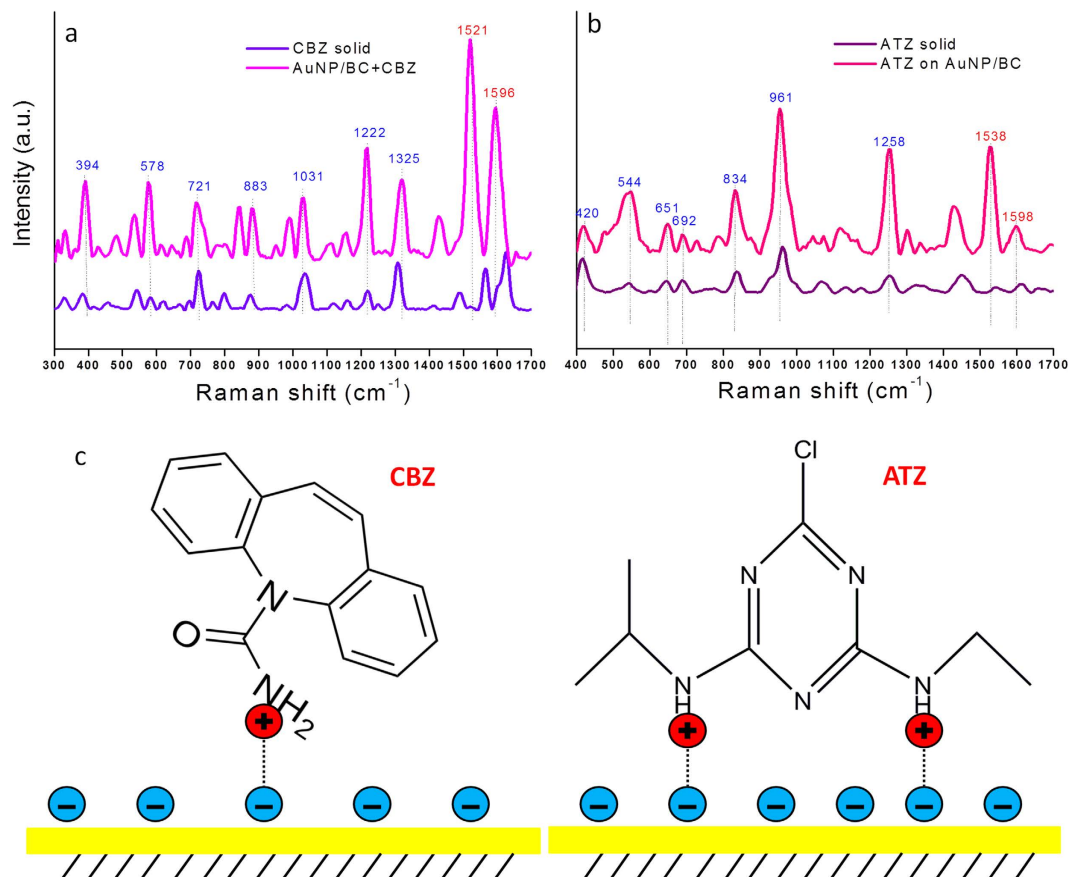 a
CBZ solid
AuNP/BC+CBZ
1521
1596
1222
1325
394
578
721
883
1031
Intensity (a.u.)
300 400 500 600 700 800 900 1000 1100 1200 1300 1400 1500 1600 1700
Raman shift (cm⁻¹)
b
ATZ solid
ATZ on AuNP/BC
961
1258
1538
420
544
651
692
834
1598
400 500 600 700 800 900 1000 1100 1200 1300 1400 1500 1600 1700
Raman shift (cm⁻¹)
c
CBZ
N
O
NH₂
+
− − − − −
ATZ
Cl
N N
N
N
H
N
H
+ +
− − − − − −